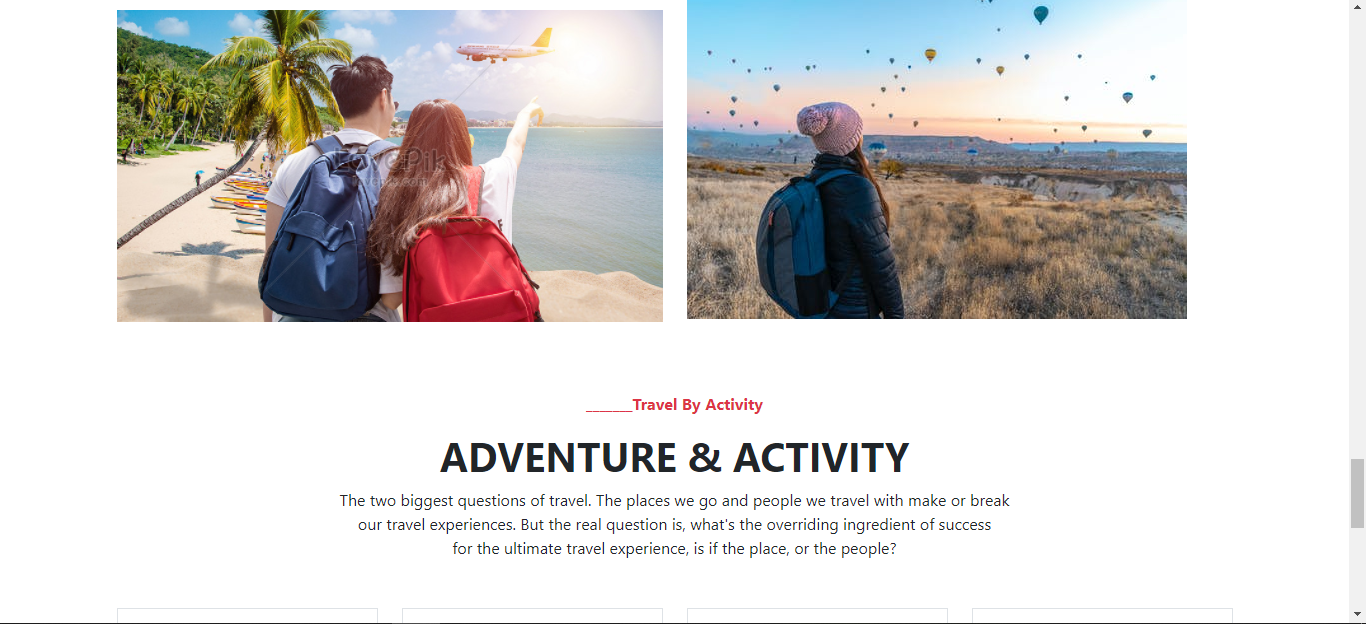 _______Travel By Activity
ADVENTURE & ACTIVITY
The two biggest questions of travel. The places we go and people we travel with make or break
our travel experiences. But the real question is, what's the overriding ingredient of success
for the ultimate travel experience, is if the place, or the people?